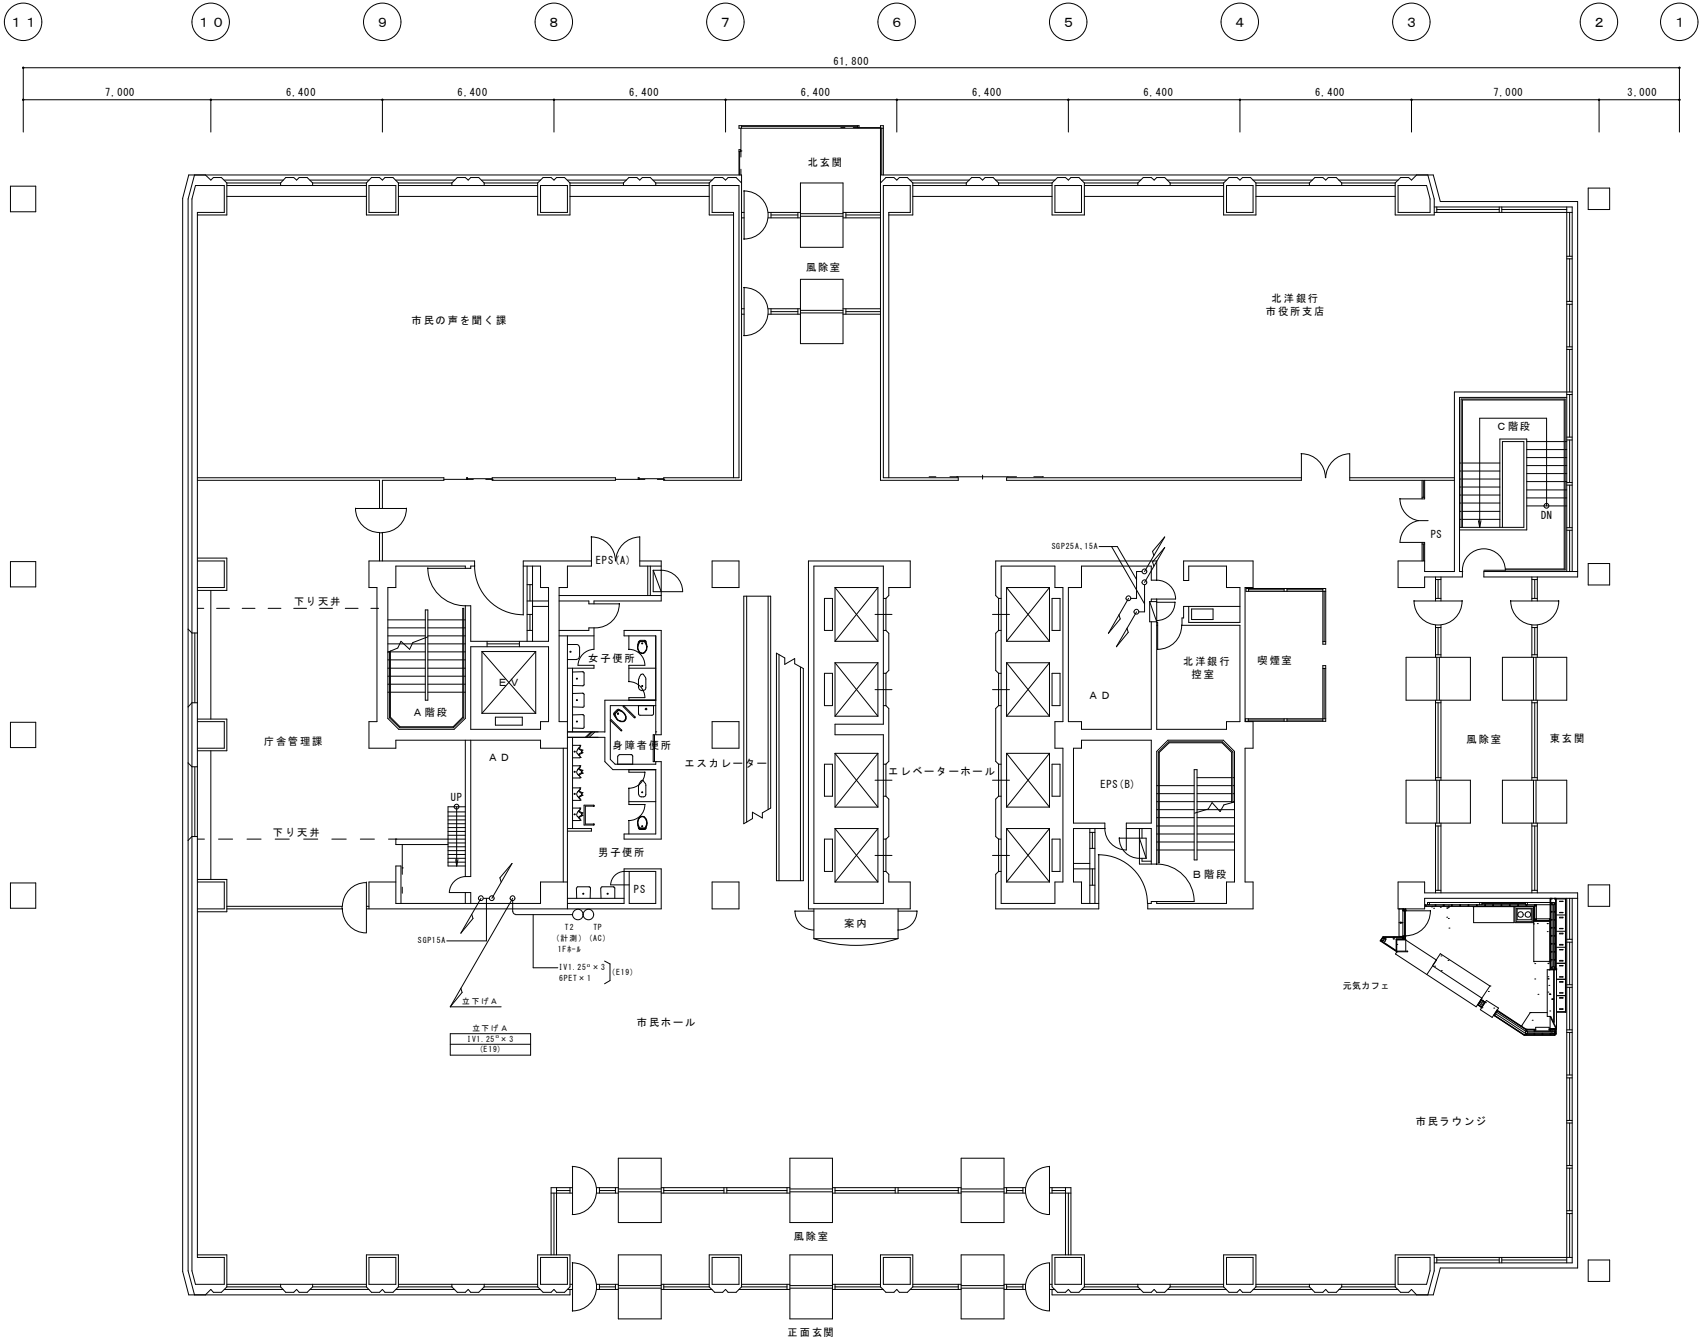 11 10 9 8 7 6 5 4 3 2 1
61,800
7,000 6,400 6,400 6,400 6,400 6,400 6,400 6,400 7,000 3,000
北玄関
風除室
市民の声を聞く課
北洋銀行
市役所支店
C階段
DN
PS
EPS(A)
SGP25A,15A
下り天井
女子便所
EV
A階段
北洋銀行
控室
喫煙室
AD
庁舎管理課
AD
身障者便所
エスカレーター
エレベーターホール
風除室
東玄関
EPS(B)
UP
下り天井
男子便所
B階段
PS
案内
T2 TP
(計測) (AC)
1Fホール
SGP15A
IV1.25°×3
6PET×1
(E19)
元気カフェ
立下げA
市民ホール
立下げA
IV1.25°×3
(E19)
市民ラウンジ
風除室
正面玄関